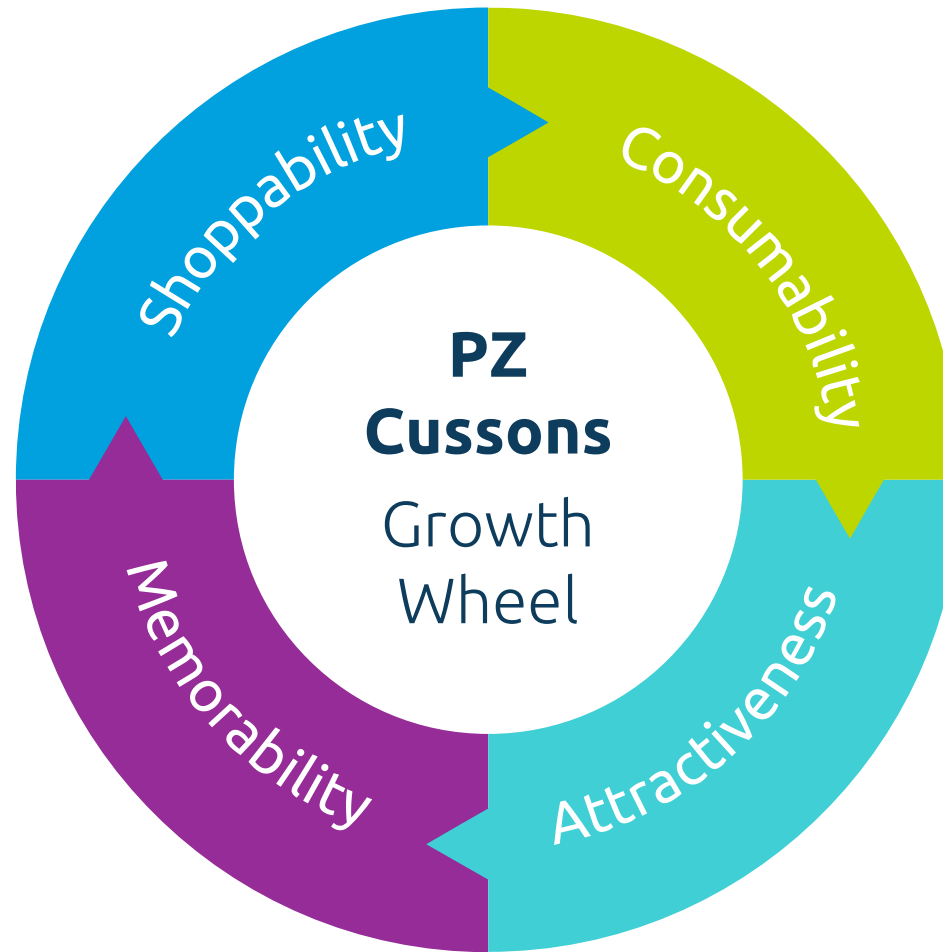 Shoppability
Consumability
PZ
Cussons
Growth
Wheel
Memorability
Attractiveness